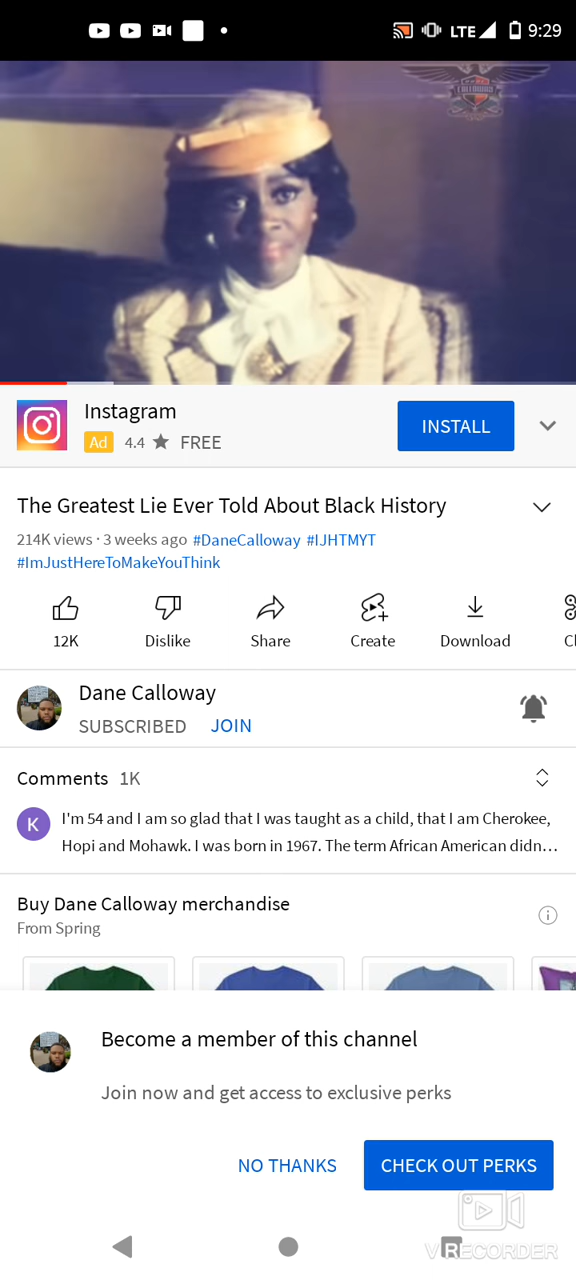 LTE 9:29
CALLOWAY
Instagram
Ad 4.4 ★ FREE
INSTALL
The Greatest Lie Ever Told About Black History
214K views · 3 weeks ago #DaneCalloway #IJHTMYT
#ImJustHereToMakeYouThink
12K Dislike Share Create Download Cl
Dane Calloway
SUBSCRIBED JOIN
Comments 1K
K
I'm 54 and I am so glad that I was taught as a child, that I am Cherokee,
Hopi and Mohawk. I was born in 1967. The term African American didn...
Buy Dane Calloway merchandise
From Spring
Become a member of this channel
Join now and get access to exclusive perks
NO THANKS CHECK OUT PERKS
VRECORDER